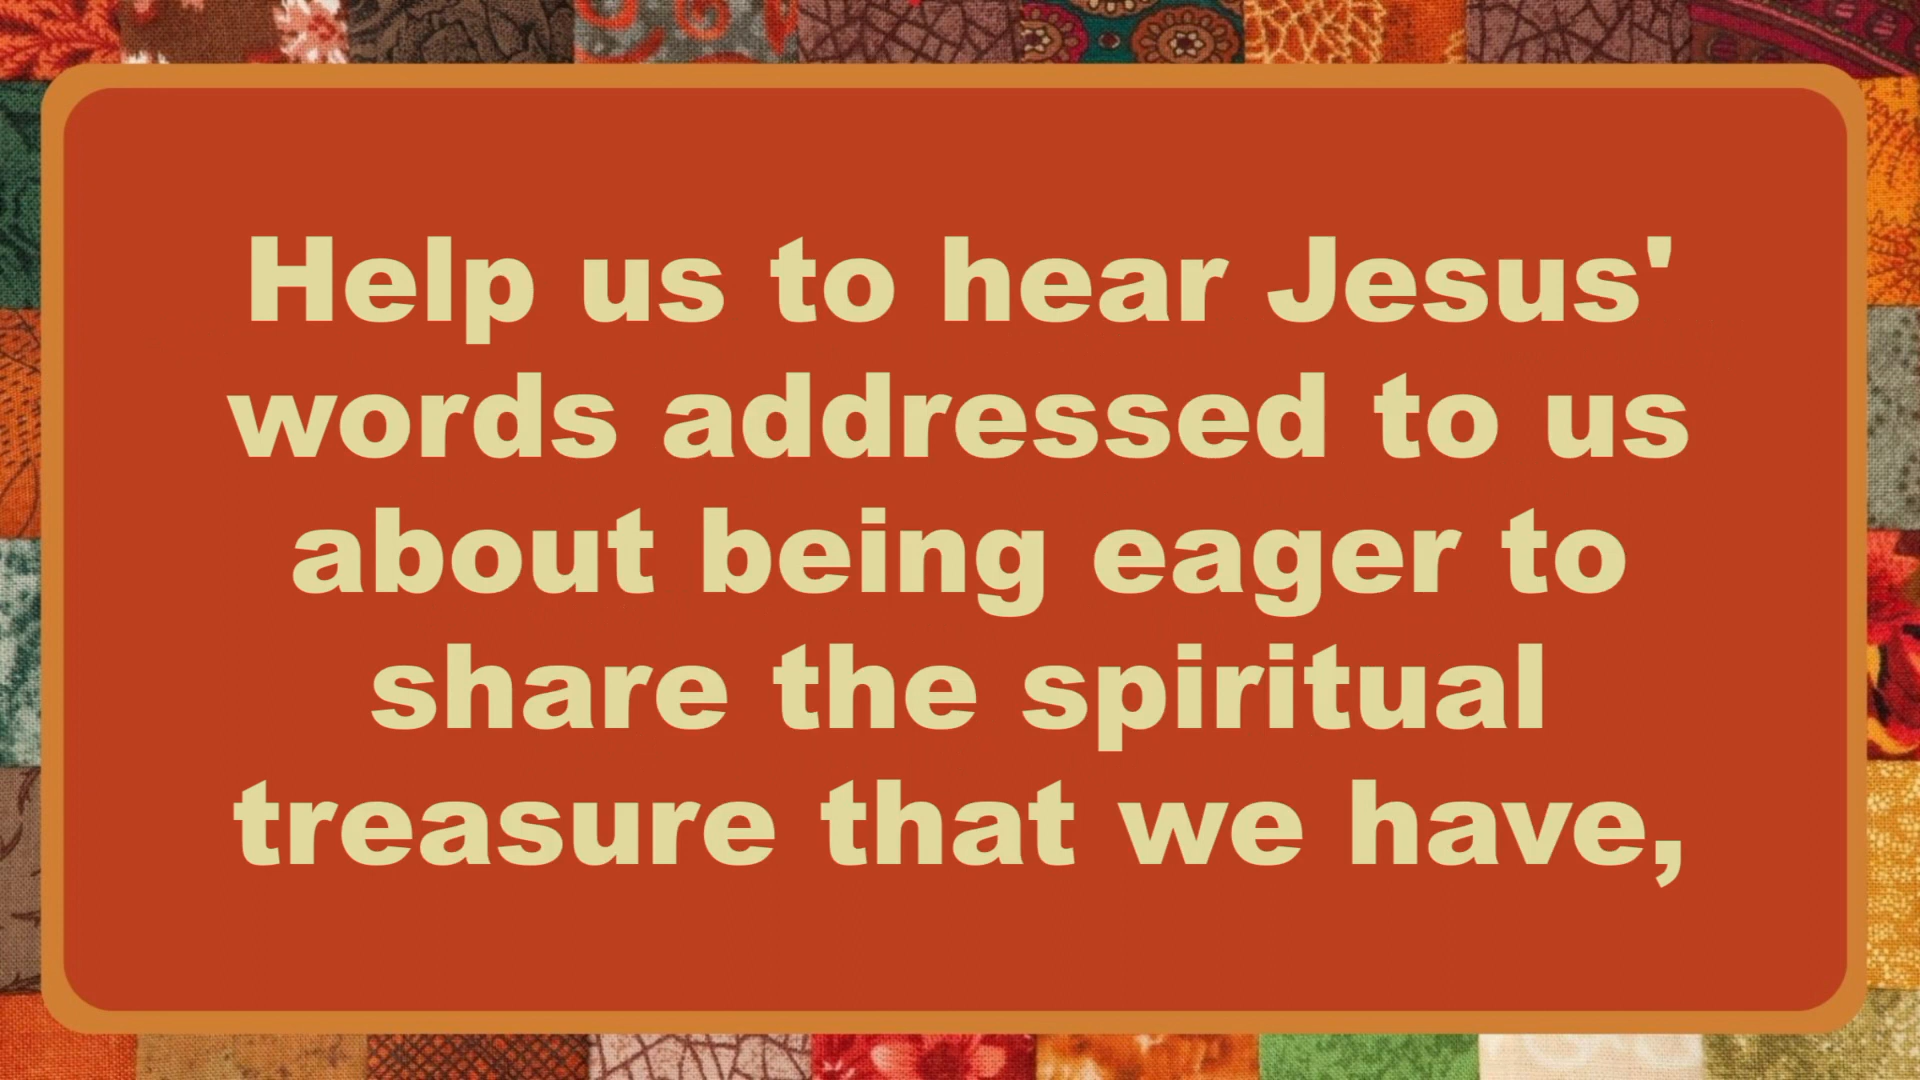 Help us to hear Jesus'
words addressed to us
about being eager to
share the spiritual
treasure that we have,